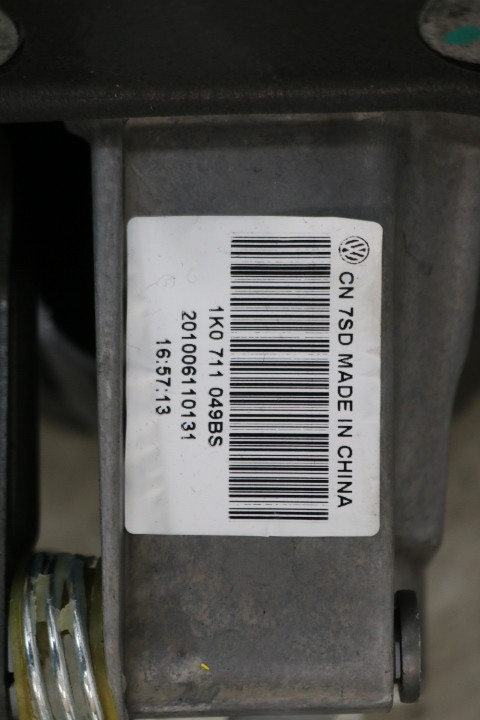 CN 7SD MADE IN CHINA
1K0 711 049BS
201006110131
16:57:13